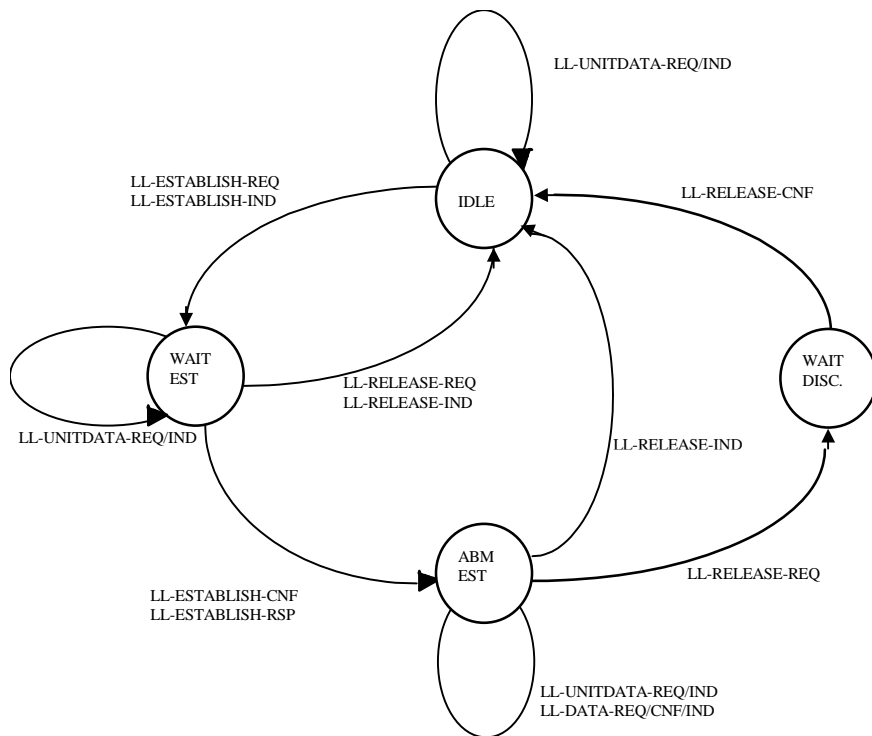 LL-UNITDATA-REQ/IND
LL-ESTABLISH-REQ
LL-ESTABLISH-IND
IDLE
LL-RELEASE-CNF
WAIT
EST
WAIT
DISC.
LL-RELEASE-REQ
LL-RELEASE-IND
LL-UNITDATA-REQ/IND
LL-RELEASE-IND
ABM
EST
LL-RELEASE-REQ
LL-ESTABLISH-CNF
LL-ESTABLISH-RSP
LL-UNITDATA-REQ/IND
LL-DATA-REQ/CNF/IND